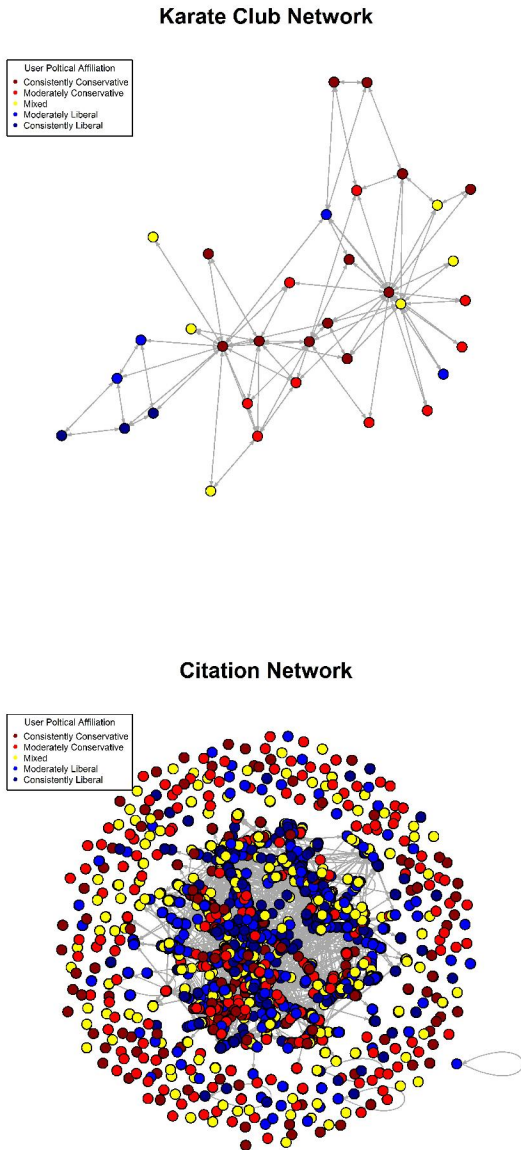 Karate Club Network
User Poltical Affiliation
Consistently Conservative
Moderately Conservative
Mixed
Moderately Liberal
Consistently Liberal
Citation Network
User Poltical Affiliation
Consistently Conservative
Moderately Conservative
Mixed
Moderately Liberal
Consistently Liberal